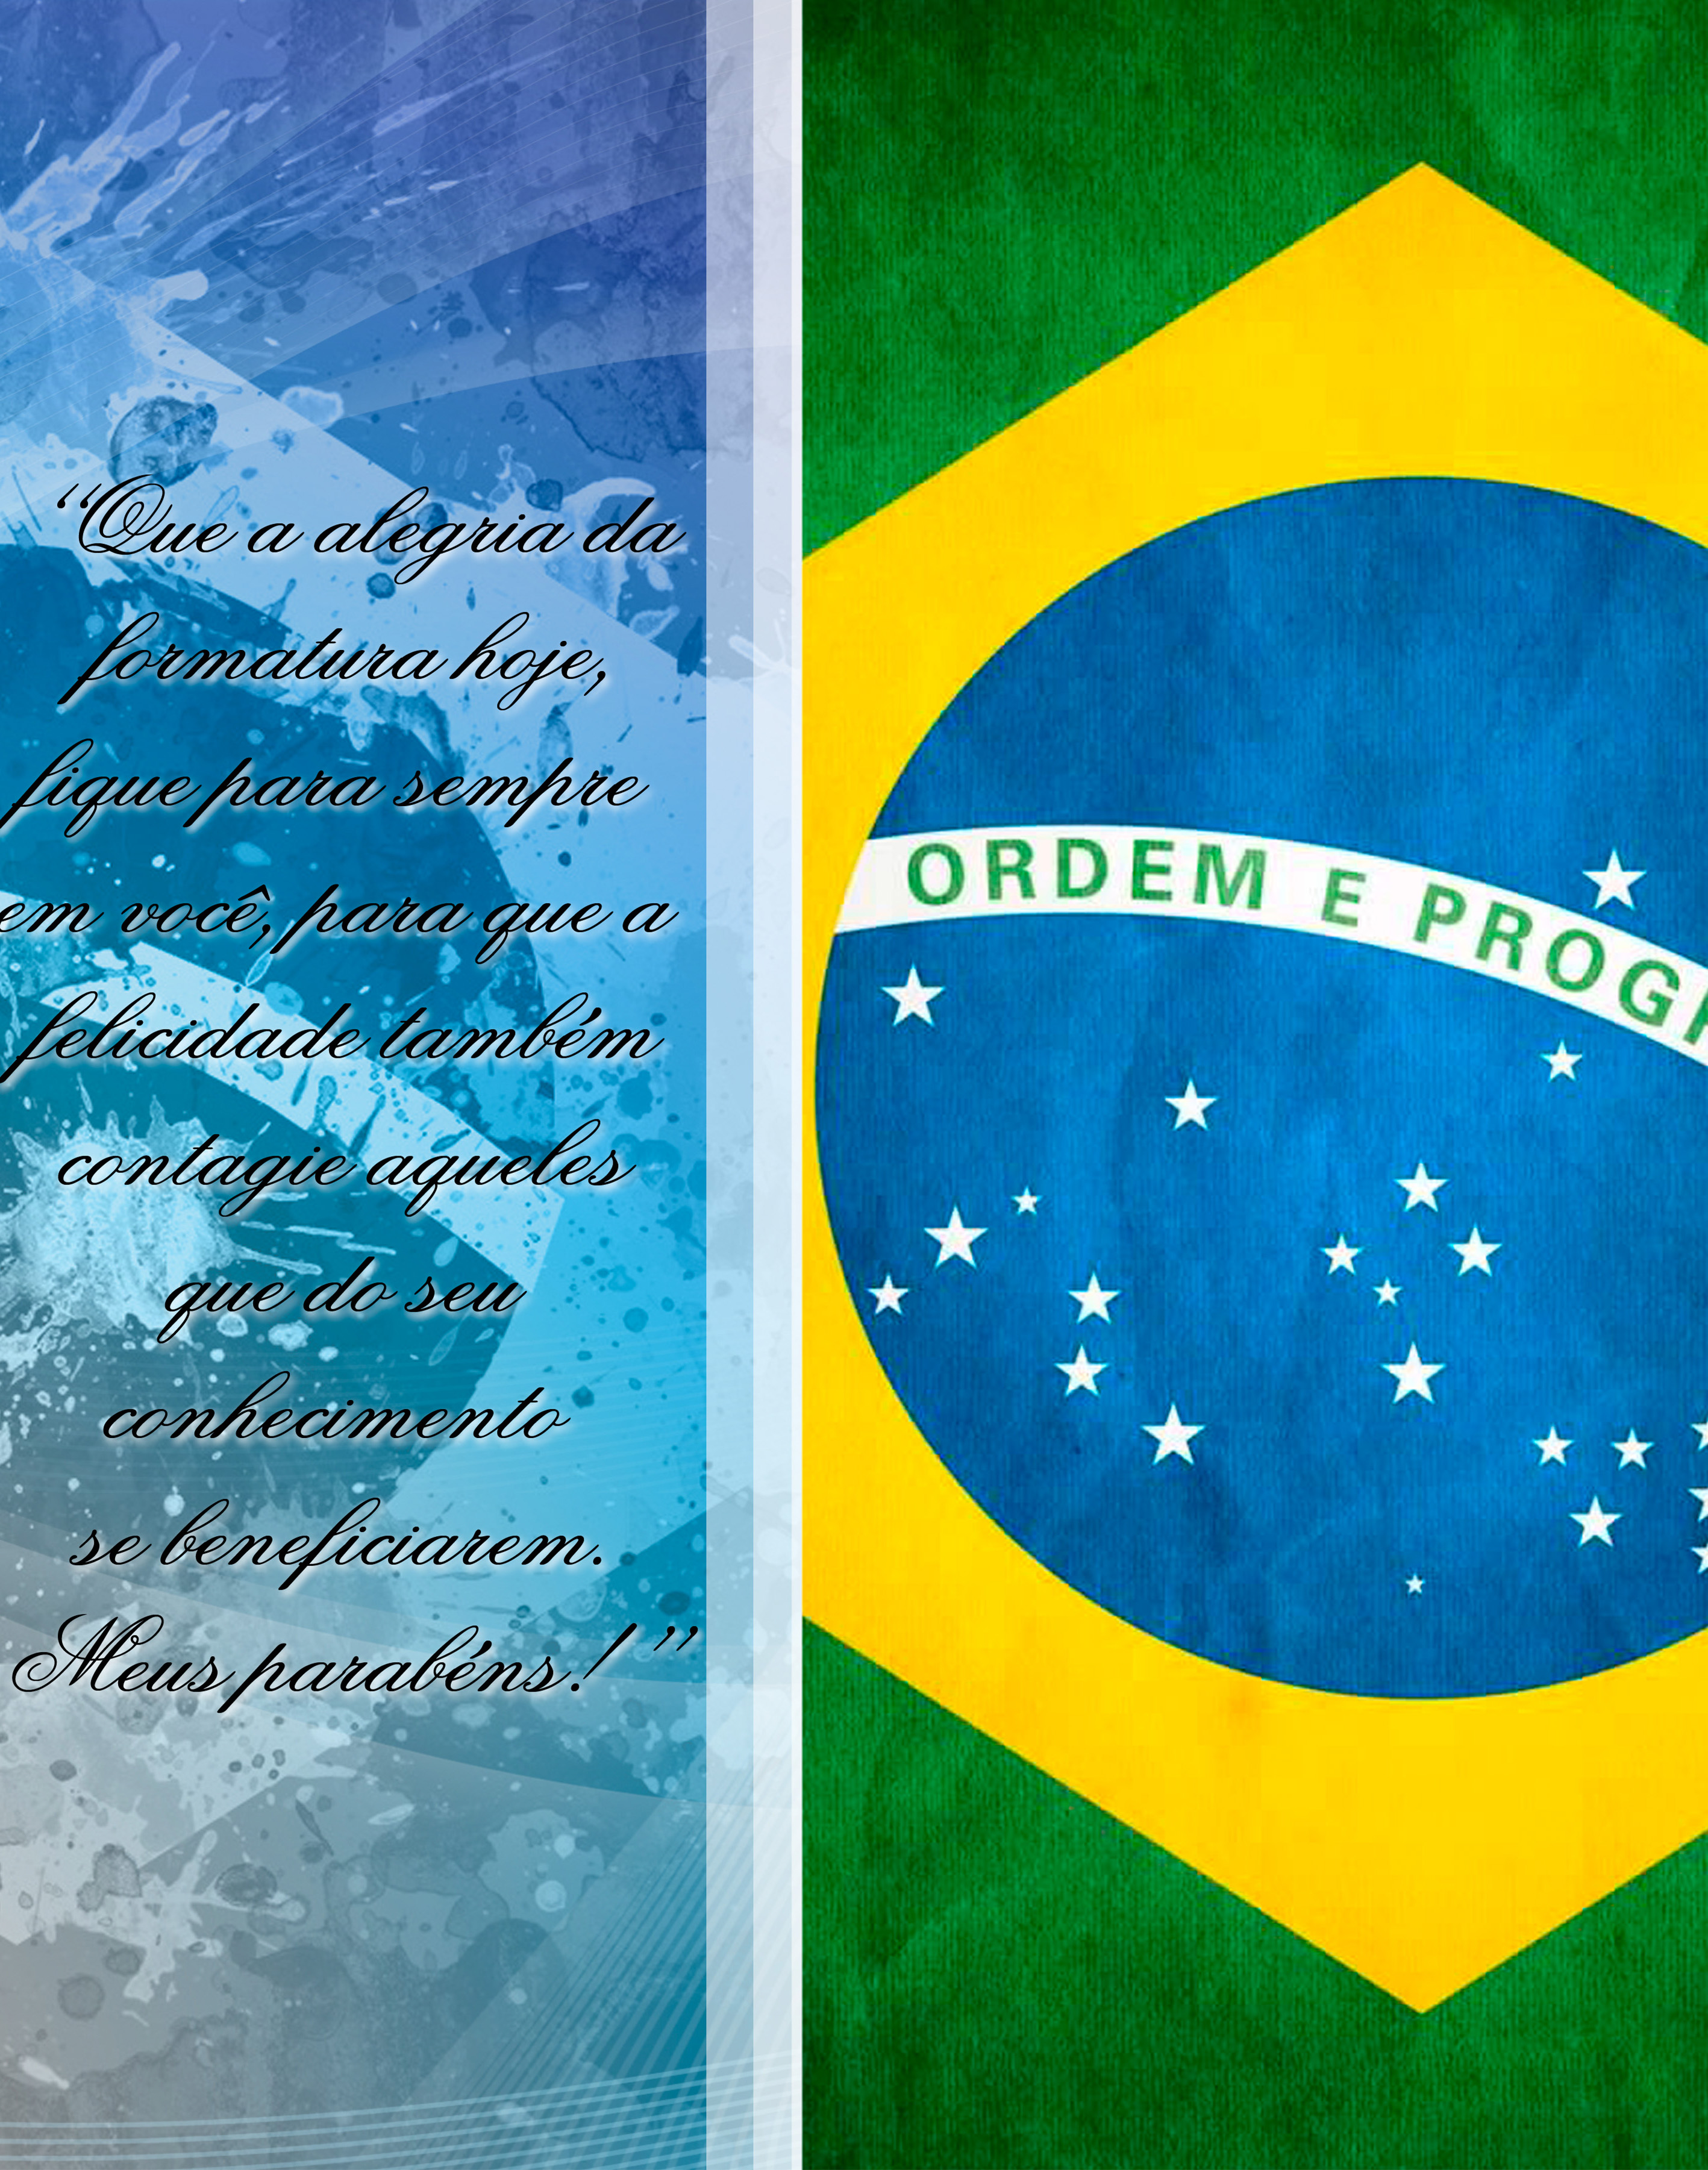 “Que a alegria da
formatura hoje,
fique para sempre
em você, para que a
felicidade também
contagie aqueles
que do seu
conhecimento
se beneficiarem.
Meus parabéns! ”
ORDEM E PROG